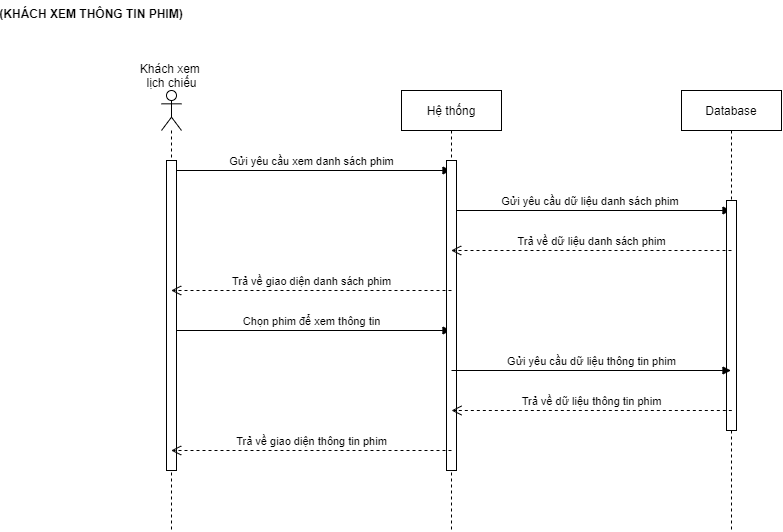 (KHÁCH XEM THÔNG TIN PHIM)
Khách xem
lịch chiếu
Hệ thống
Database
Gửi yêu cầu xem danh sách phim
Gửi yêu cầu dữ liệu danh sách phim
Trả về dữ liệu danh sách phim
Trả về giao diện danh sách phim
Chọn phim để xem thông tin
Gửi yêu cầu dữ liệu thông tin phim
Trả về dữ liệu thông tin phim
Trả về giao diện thông tin phim